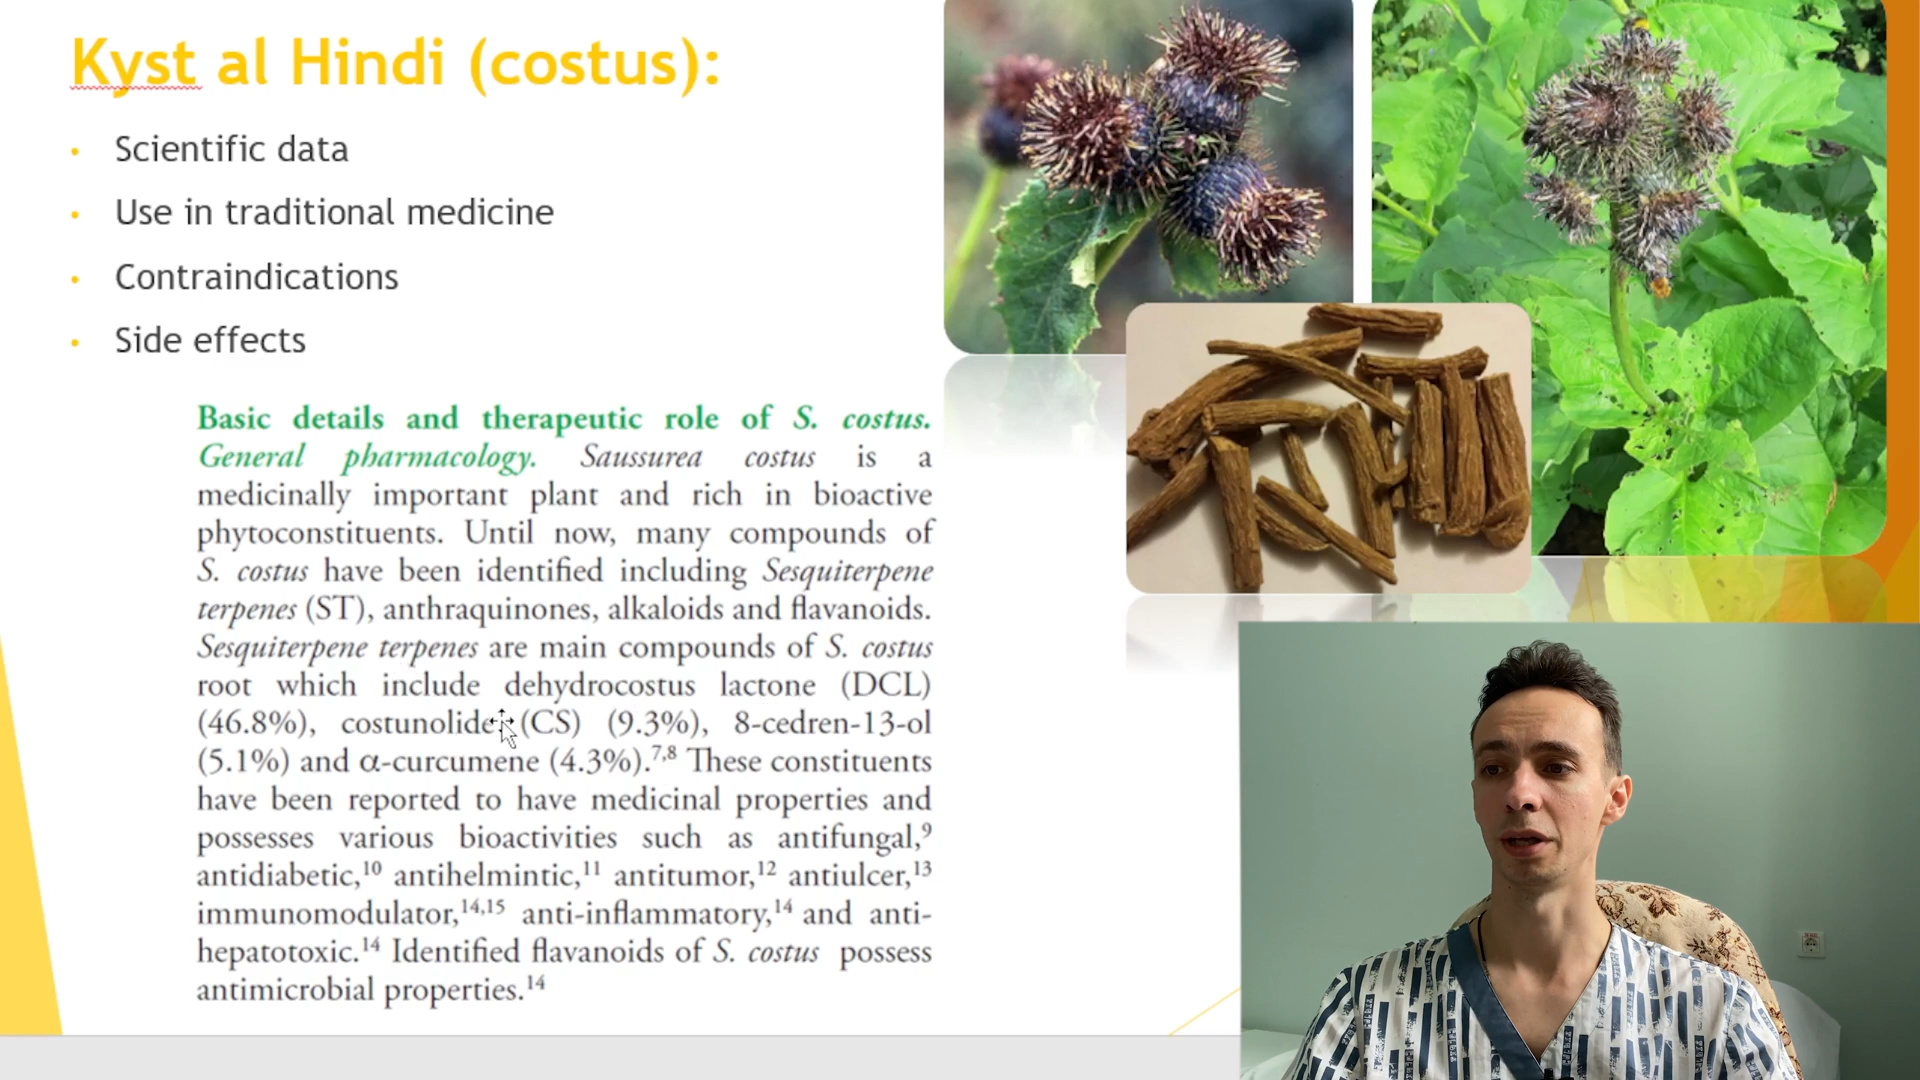 Kyst al Hindi (costus):
• Scientific data
• Use in traditional medicine
• Contraindications
• Side effects
Basic details and therapeutic role of S. costus.
General pharmacology. Saussurea costus is a
medicinally important plant and rich in bioactive
phytoconstituents. Until now, many compounds of
S. costus have been identified including Sesquiterpene
terpenes (ST), anthraquinones, alkaloids and flavanoids.
Sesquiterpene terpenes are main compounds of S. costus
root which include dehydrocostus lactone (DCL)
(46.8%), costunolide (CS) (9.3%), 8-cedren-13-ol
(5.1%) and α-curcumene (4.3%).7,8 These constituents
have been reported to have medicinal properties and
possesses various bioactivities such as antifungal,9
antidiabetic,10 antihelmintic,11 antitumor,12 antiulcer,13
immunomodulator,14,15 anti-inflammatory,14 and anti-
hepatotoxic.14 Identified flavanoids of S. costus possess
antimicrobial properties.14